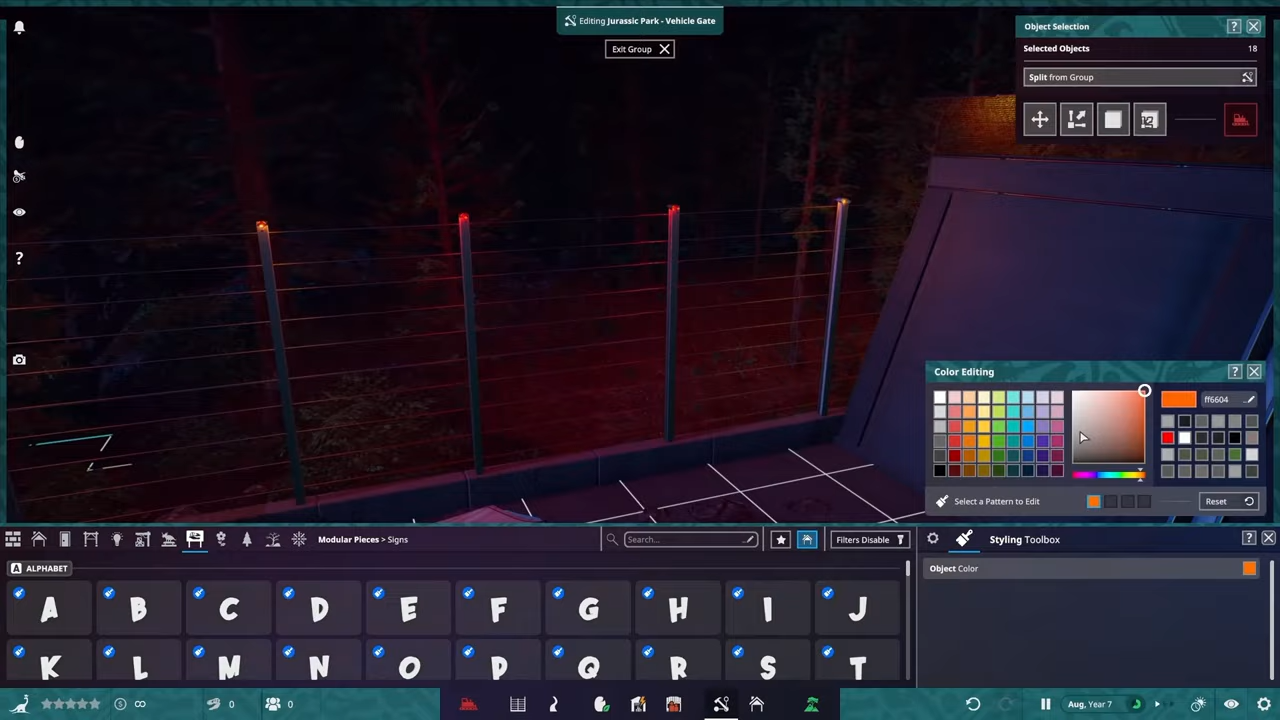 Editing Jurassic Park - Vehicle Gate
Exit Group
Object Selection
?
Selected Objects 18
Split from Group
12
?
Color Editing
?
ff6604
Select a Pattern to Edit
Reset
Modular Pieces > Signs
Search...
Filters Disable
Styling Toolbox
?
A ALPHABET
Object Color
A B C D E F G H I J
K L M N O P Q R S T
∞
0
0
Aug, Year 7